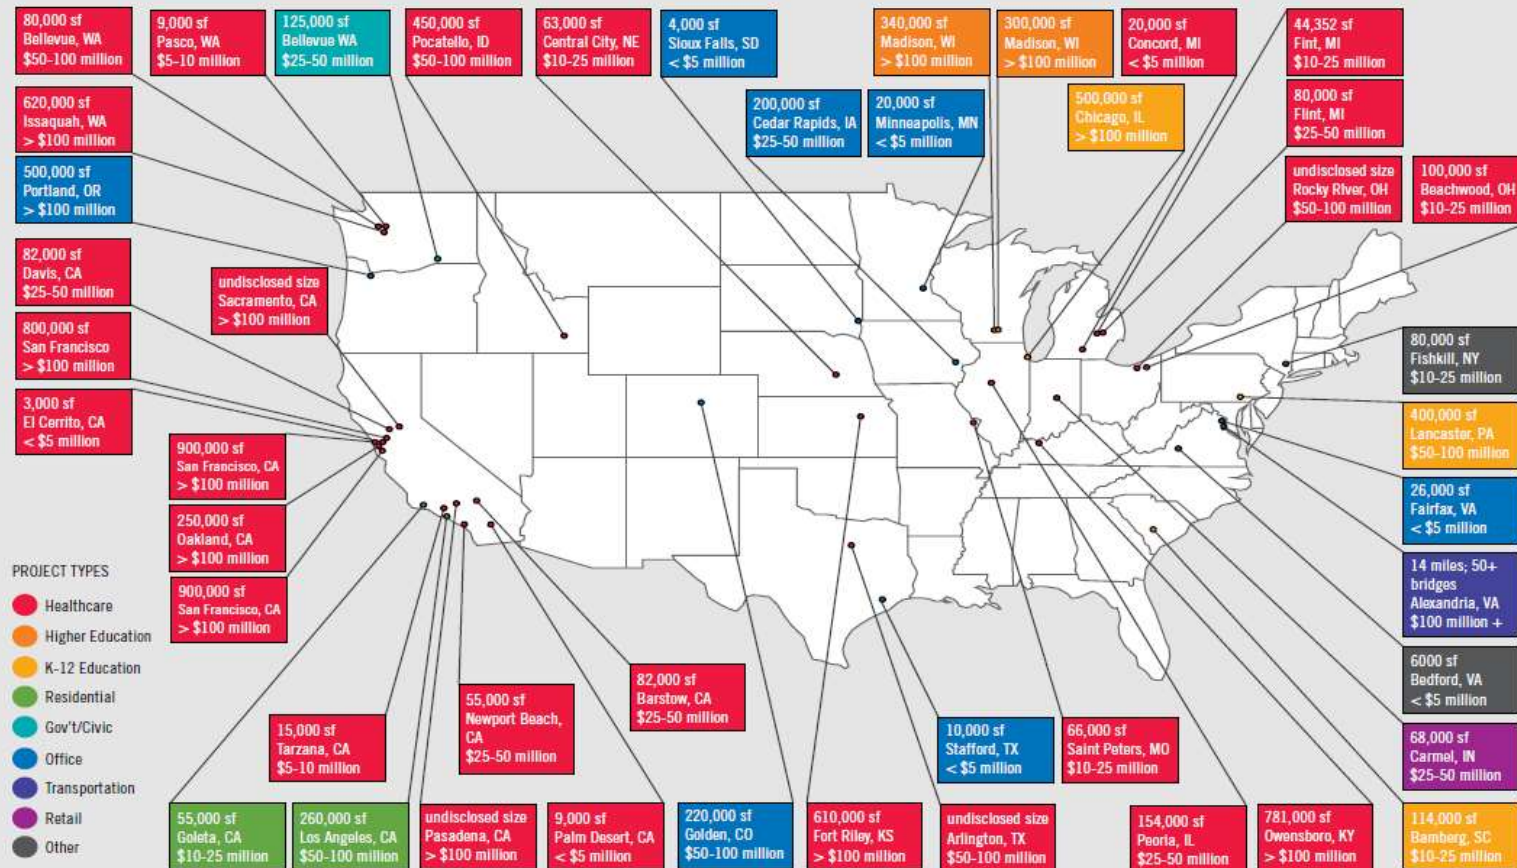 80,000 sf
Bellevue, WA
$50-100 million
9,000 sf
Pasco, WA
$5-10 million
125,000 sf
Bellevue WA
$25-50 million
450,000 sf
Pocatello, ID
$50-100 million
63,000 sf
Central City, NE
$10-25 million
4,000 sf
Sioux Falls, SD
< $5 million
340,000 sf
Madison, WI
> $100 million
300,000 sf
Madison, WI
> $100 million
20,000 sf
Concord, MI
< $5 million
44,352 sf
Fint, MI
$10-25 million
620,000 sf
Issaquah, WA
> $100 million
200,000 sf
Cedar Rapids, IA
$25-50 million
20,000 sf
Minneapolis, MN
< $5 million
500,000 sf
Chicago, IL
> $100 million
80,000 sf
Flint, MI
$25-50 million
500,000 sf
Portland, OR
> $100 million
undisclosed size
Rocky River, OH
$50-100 million
100,000 sf
Beachwood, OH
$10-25 million
82,000 sf
Davis, CA
$25-50 million
undisclosed size
Sacramento, CA
> $100 million
800,000 sf
San Francisco
> $100 million
80,000 sf
Fishkill, NY
$10-25 million
3,000 sf
El Cerrito, CA
< $5 million
400,000 sf
Lancaster, PA
$50-100 million
900,000 sf
San Francisco, CA
> $100 million
26,000 sf
Fairfax, VA
< $5 million
250,000 sf
Oakland, CA
> $100 million
14 miles; 50+
bridges
Alexandria, VA
$100 million +
900,000 sf
San Francisco, CA
> $100 million
6000 sf
Bedford, VA
< $5 million
PROJECT TYPES
Healthcare
Higher Education
K-12 Education
Residential
Gov't/Civic
Office
Transportation
Retail
Other
15,000 sf
Tarzana, CA
$5-10 million
55,000 sf
Newport Beach,
CA
$25-50 million
82,000 sf
Barstow, CA
$25-50 million
10,000 sf
Stafford, TX
< $5 million
66,000 sf
Saint Peters, MO
$10-25 million
68,000 sf
Carmel, IN
$25-50 million
55,000 sf
Goleta, CA
$10-25 million
260,000 sf
Los Angeles, CA
$50-100 million
undisclosed size
Pasadena, CA
> $100 million
9,000 sf
Palm Desert, CA
< $5 million
220,000 sf
Golden, CO
$50-100 million
610,000 sf
Fort Riley, KS
> $100 million
undisclosed size
Arlington, TX
$50-100 million
154,000 sf
Peoria, IL
$25-50 million
781,000 sf
Owensboro, KY
> $100 million
114,000 sf
Bamberg, SC
$10-25 million